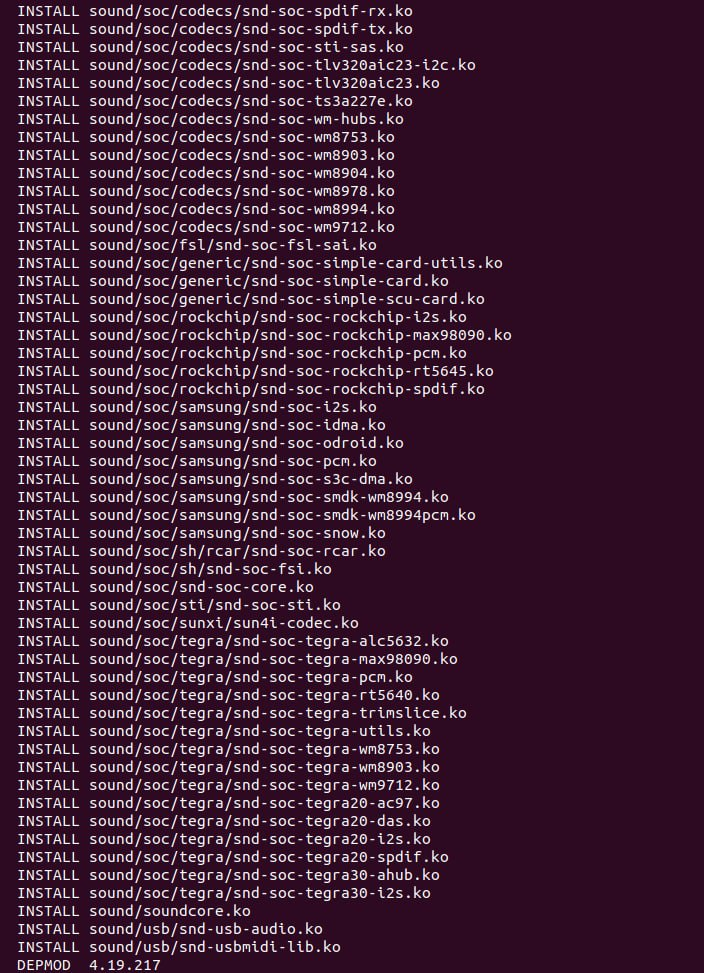 INSTALL sound/soc/codecs/snd-soc-spdif-rx.ko
INSTALL sound/soc/codecs/snd-soc-spdif-tx.ko
INSTALL sound/soc/codecs/snd-soc-sti-sas.ko
INSTALL sound/soc/codecs/snd-soc-tlv320aic23-i2c.ko
INSTALL sound/soc/codecs/snd-soc-tlv320aic23.ko
INSTALL sound/soc/codecs/snd-soc-ts3a227e.ko
INSTALL sound/soc/codecs/snd-soc-wm-hubs.ko
INSTALL sound/soc/codecs/snd-soc-wm8753.ko
INSTALL sound/soc/codecs/snd-soc-wm8903.ko
INSTALL sound/soc/codecs/snd-soc-wm8904.ko
INSTALL sound/soc/codecs/snd-soc-wm8978.ko
INSTALL sound/soc/codecs/snd-soc-wm8994.ko
INSTALL sound/soc/codecs/snd-soc-wm9712.ko
INSTALL sound/soc/fsl/snd-soc-fsl-sai.ko
INSTALL sound/soc/generic/snd-soc-simple-card-utils.ko
INSTALL sound/soc/generic/snd-soc-simple-card.ko
INSTALL sound/soc/generic/snd-soc-simple-scu-card.ko
INSTALL sound/soc/rockchip/snd-soc-rockchip-i2s.ko
INSTALL sound/soc/rockchip/snd-soc-rockchip-max98090.ko
INSTALL sound/soc/rockchip/snd-soc-rockchip-pcm.ko
INSTALL sound/soc/rockchip/snd-soc-rockchip-rt5645.ko
INSTALL sound/soc/rockchip/snd-soc-rockchip-spdif.ko
INSTALL sound/soc/samsung/snd-soc-i2s.ko
INSTALL sound/soc/samsung/snd-soc-idma.ko
INSTALL sound/soc/samsung/snd-soc-odroid.ko
INSTALL sound/soc/samsung/snd-soc-pcm.ko
INSTALL sound/soc/samsung/snd-soc-s3c-dma.ko
INSTALL sound/soc/samsung/snd-soc-smdk-wm8994.ko
INSTALL sound/soc/samsung/snd-soc-smdk-wm8994pcm.ko
INSTALL sound/soc/samsung/snd-soc-snow.ko
INSTALL sound/soc/sh/rcar/snd-soc-rcar.ko
INSTALL sound/soc/sh/snd-soc-fsi.ko
INSTALL sound/soc/snd-soc-core.ko
INSTALL sound/soc/sti/snd-soc-sti.ko
INSTALL sound/soc/sunxi/sun4i-codec.ko
INSTALL sound/soc/tegra/snd-soc-tegra-alc5632.ko
INSTALL sound/soc/tegra/snd-soc-tegra-max98090.ko
INSTALL sound/soc/tegra/snd-soc-tegra-pcm.ko
INSTALL sound/soc/tegra/snd-soc-tegra-rt5640.ko
INSTALL sound/soc/tegra/snd-soc-tegra-trimslice.ko
INSTALL sound/soc/tegra/snd-soc-tegra-utils.ko
INSTALL sound/soc/tegra/snd-soc-tegra-wm8753.ko
INSTALL sound/soc/tegra/snd-soc-tegra-wm8903.ko
INSTALL sound/soc/tegra/snd-soc-tegra-wm9712.ko
INSTALL sound/soc/tegra/snd-soc-tegra20-ac97.ko
INSTALL sound/soc/tegra/snd-soc-tegra20-das.ko
INSTALL sound/soc/tegra/snd-soc-tegra20-i2s.ko
INSTALL sound/soc/tegra/snd-soc-tegra20-spdif.ko
INSTALL sound/soc/tegra/snd-soc-tegra30-ahub.ko
INSTALL sound/soc/tegra/snd-soc-tegra30-i2s.ko
INSTALL sound/soundcore.ko
INSTALL sound/usb/snd-usb-audio.ko
INSTALL sound/usb/snd-usbmidi-lib.ko
DEPMOD  4.19.217